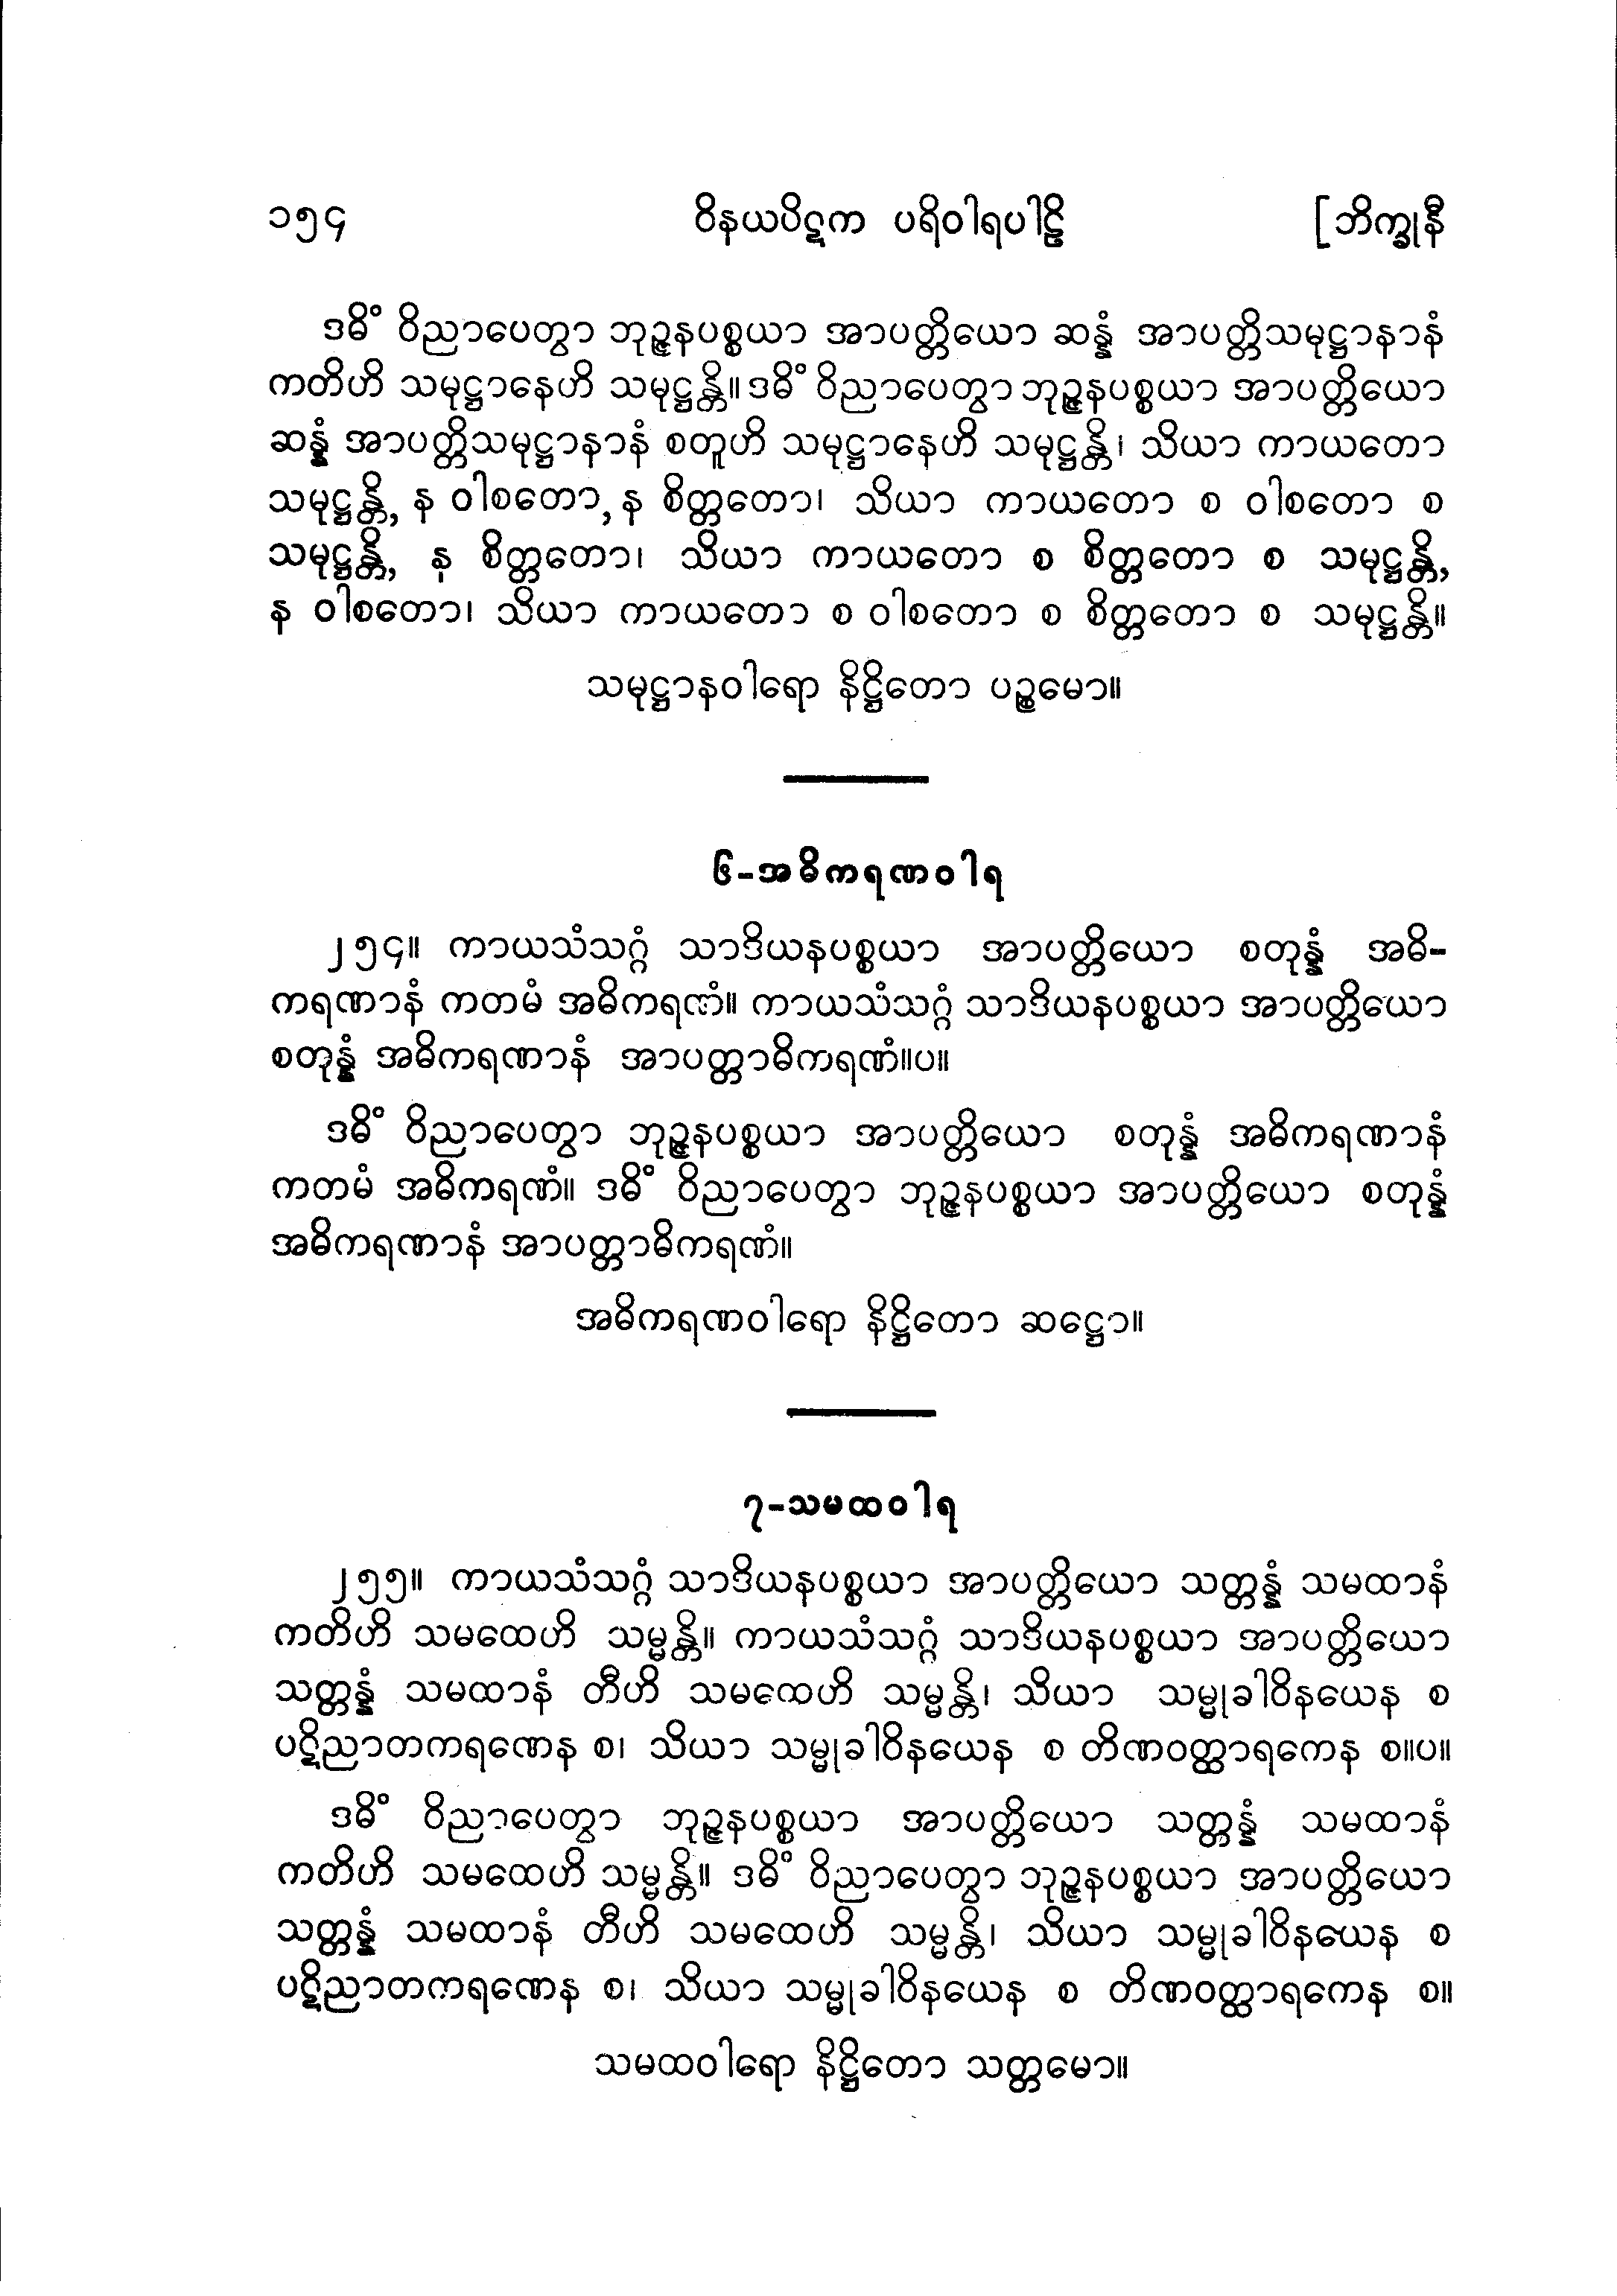 ၁၅၄ ဝိနယပိဋက ပရိဝါရပါဠိ [ဘိက္ခုနီ
ဒဓိံ ဝိညာပေတွာ ဘုဉ္ဇနပစ္စယာ အာပတ္တိယော ဆန္နံ အာပတ္တိသမုဋ္ဌာနာနံ
ကတိဟိ သမုဋ္ဌာနေဟိ သမုဋ္ဌန္တိ။ ဒဓိံ ဝိညာပေတွာ ဘုဉ္ဇနပစ္စယာ အာပတ္တိယော
ဆန္နံ အာပတ္တိသမုဋ္ဌာနာနံ စတူဟိ သမုဋ္ဌာနေဟိ သမုဋ္ဌန္တိ၊ သိယာ ကာယတော
သမုဋ္ဌန္တိ, န ဝါစတော, န စိတ္တတော၊ သိယာ ကာယတော စ ဝါစတော စ
သမုဋ္ဌန္တိ, န စိတ္တတော၊ သိယာ ကာယတော စ စိတ္တတော စ သမုဋ္ဌန္တိ,
န ဝါစတော၊ သိယာ ကာယတော စ ဝါစတော စ စိတ္တတော စ သမုဋ္ဌန္တိ။
သမုဋ္ဌာနဝါရော နိဋ္ဌိတော ပဉ္စမော။
၆-အဓိကရဏဝါရ
၂၅၄။ ကာယသံသဂ္ဂံ သာဒိယနပစ္စယာ အာပတ္တိယော စတုန္နံ အဓိ-
ကရဏာနံ ကတမံ အဓိကရဏံ။ ကာယသံသဂ္ဂံ သာဒိယနပစ္စယာ အာပတ္တိယော
စတုန္နံ အဓိကရဏာနံ အာပတ္တာဓိကရဏံ။ပ။
ဒဓိံ ဝိညာပေတွာ ဘုဉ္ဇနပစ္စယာ အာပတ္တိယော စတုန္နံ အဓိကရဏာနံ
ကတမံ အဓိကရဏံ။ ဒဓိံ ဝိညာပေတွာ ဘုဉ္ဇနပစ္စယာ အာပတ္တိယော စတုန္နံ
အဓိကရဏာနံ အာပတ္တာဓိကရဏံ။
အဓိကရဏဝါရော နိဋ္ဌိတော ဆဋ္ဌော။
၇-သမထဝါရ
၂၅၅။ ကာယသံသဂ္ဂံ သာဒိယနပစ္စယာ အာပတ္တိယော သတ္တန္နံ သမထာနံ
ကတိဟိ သမထေဟိ သမ္မန္တိ။ ကာယသံသဂ္ဂံ သာဒိယနပစ္စယာ အာပတ္တိယော
သတ္တန္နံ သမထာနံ တီဟိ သမထေဟိ သမ္မန္တိ၊ သိယာ သမ္မုခါဝိနယေန စ
ပဋိညာတကရဏေန စ၊ သိယာ သမ္မုခါဝိနယေန စ တိဏဝတ္ထာရကေန စ။ပ။
ဒဓိံ ဝိညာပေတွာ ဘုဉ္ဇနပစ္စယာ အာပတ္တိယော သတ္တန္နံ သမထာနံ
ကတိဟိ သမထေဟိ သမ္မန္တိ။ ဒဓိံ ဝိညာပေတွာ ဘုဉ္ဇနပစ္စယာ အာပတ္တိယော
သတ္တန္နံ သမထာနံ တီဟိ သမထေဟိ သမ္မန္တိ၊ သိယာ သမ္မုခါဝိနယေန စ
ပဋိညာတကရဏေန စ၊ သိယာ သမ္မုခါဝိနယေန စ တိဏဝတ္ထာရကေန စ။
သမထဝါရော နိဋ္ဌိတော သတ္တမော။